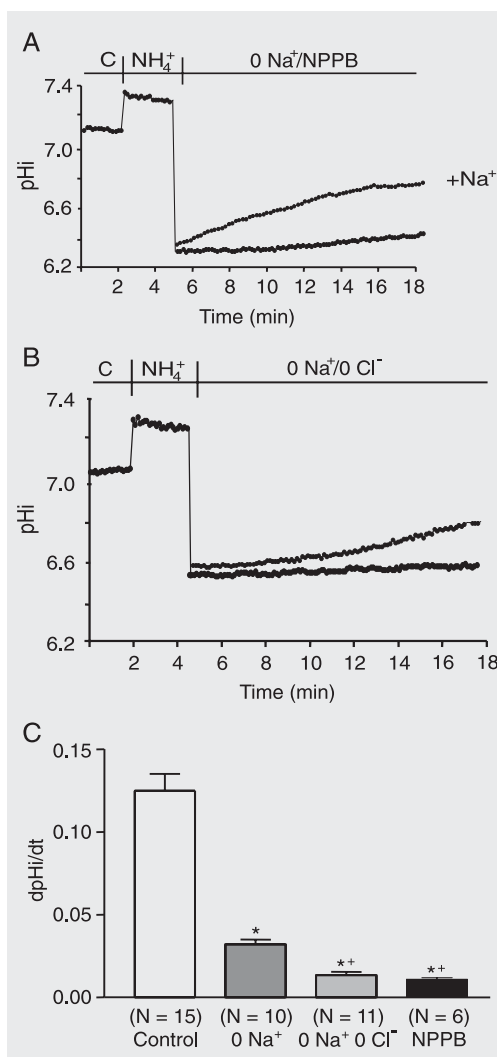 A
C NH₄⁺ 0 Na⁺/NPPB
7.4
7.0
6.6
6.2
pHi
+Na⁺
2 4 6 8 10 12 14 16 18
Time (min)
B
C NH₄⁺ 0 Na⁺/0 Cl⁻
7.4
7.0
6.6
6.2
pHi
2 4 6 8 10 12 14 16 18
Time (min)
C
0.15
0.10
0.05
0.00
dpHi/dt
* *⁺ *⁺
(N = 15) (N = 10) (N = 11) (N = 6)
Control 0 Na⁺ 0 Na⁺ 0 Cl⁻ NPPB